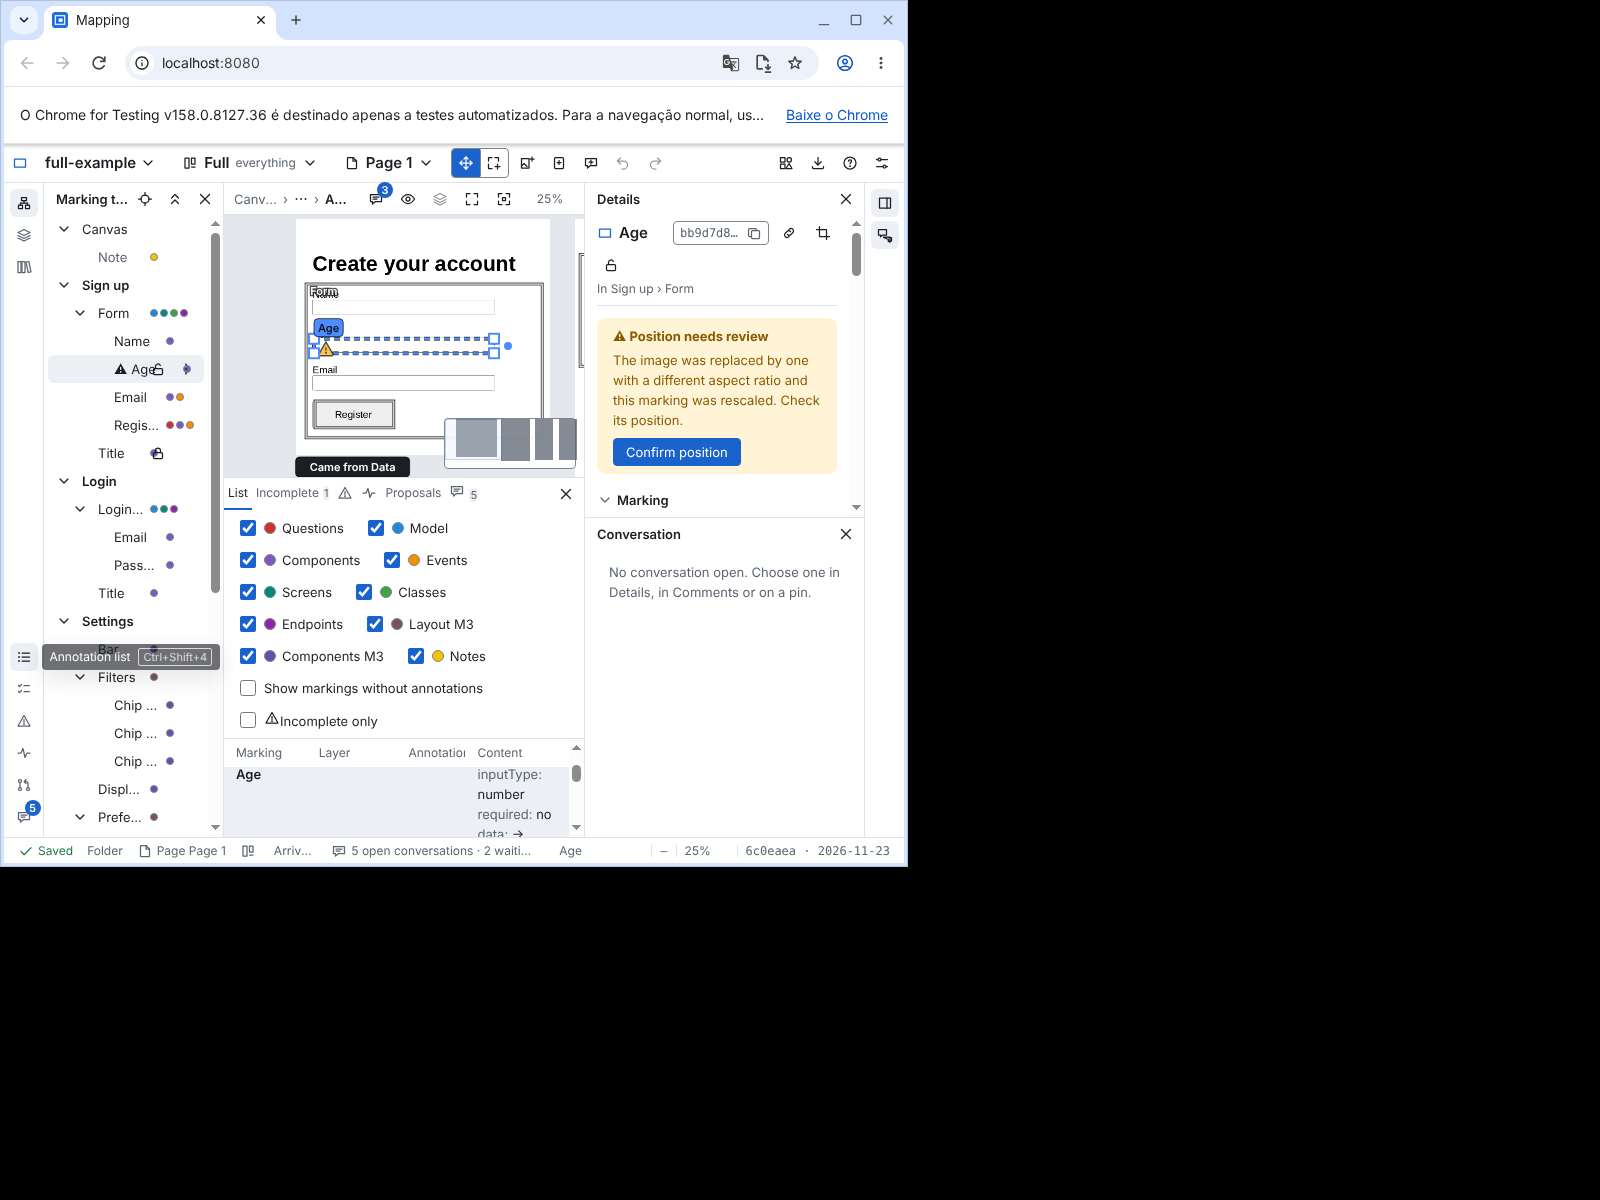 Mapping
localhost:8080
O Chrome for Testing v158.0.8127.36 é destinado apenas a testes automatizados. Para a navegação normal, us...
Baixe o Chrome
full-example
Full everything
Page 1
Marking t...
Canv... › ··· › A...
3
25%
Details
Canvas
Note
Sign up
Form
Name
Age
Email
Regis...
Title
Login
Login...
Email
Pass...
Title
Settings
Bar
Annotation list Ctrl+Shift+4
Filters
Chip ...
Chip ...
Chip ...
Displ...
Prefe...
5
Create your account
Form
Name
Age
Email
Register
Came from Data
List
Incomplete 1
Proposals
5
Questions
Model
Components
Events
Screens
Classes
Endpoints
Layout M3
Components M3
Notes
Show markings without annotations
Incomplete only
Marking
Layer
Annotation
Content
Age
inputType:
number
required: no
data: →
Age
bb9d7d8...
In Sign up › Form
Position needs review
The image was replaced by one
with a different aspect ratio and
this marking was rescaled. Check
its position.
Confirm position
Marking
Conversation
No conversation open. Choose one in
Details, in Comments or on a pin.
Saved
Folder
Page Page 1
Arriv...
5 open conversations · 2 waiti...
Age
—
25%
6c0eaea · 2026-11-23